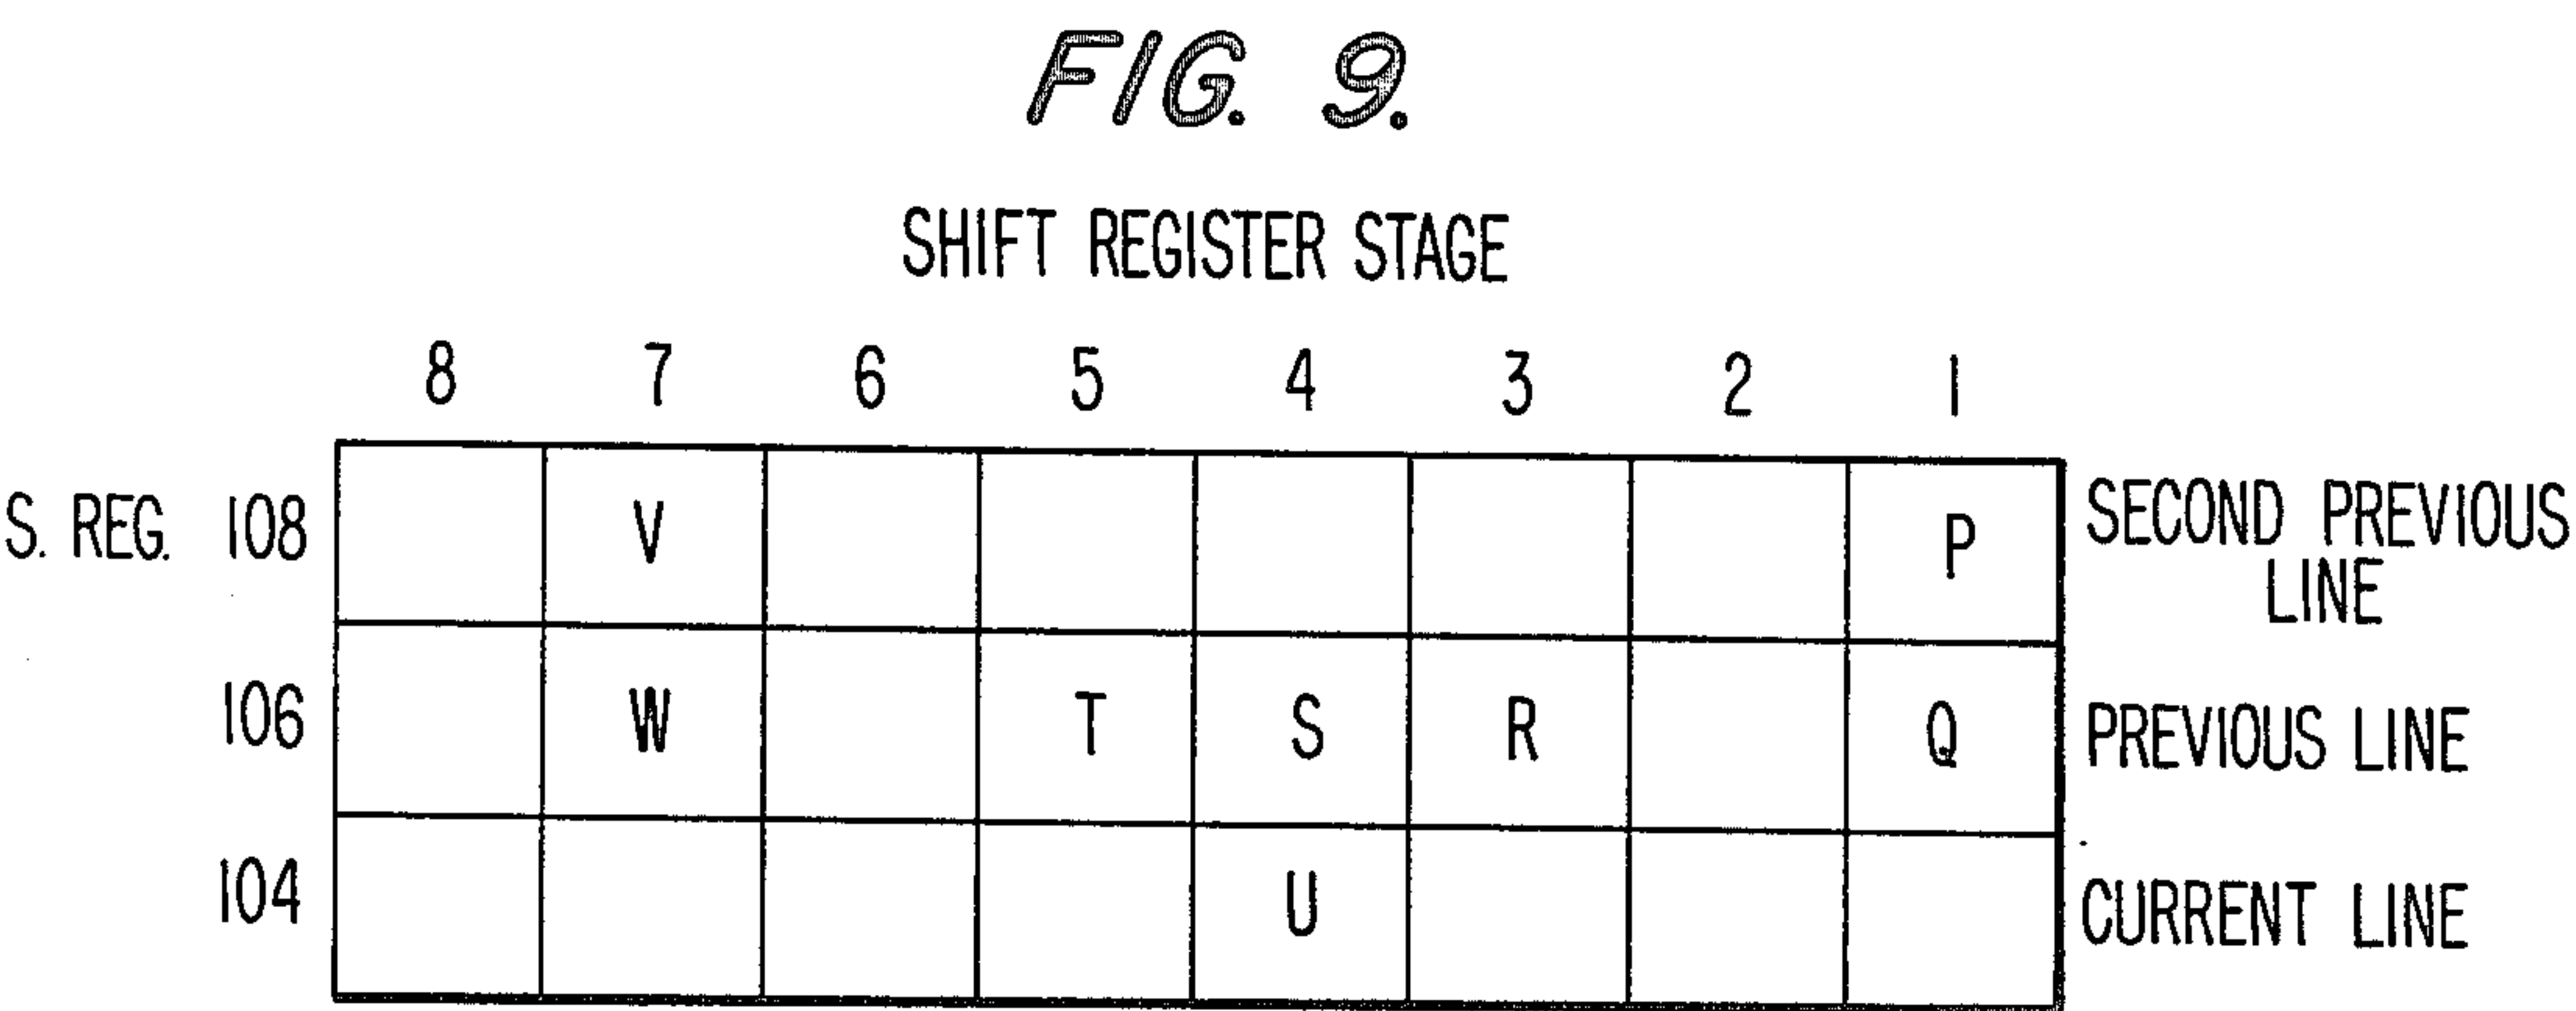 FIG. 9.
SHIFT REGISTER STAGE
8 7 6 5 4 3 2 1
S. REG. 108 V P SECOND PREVIOUS
LINE
106 W T S R Q PREVIOUS LINE
104 U CURRENT LINE